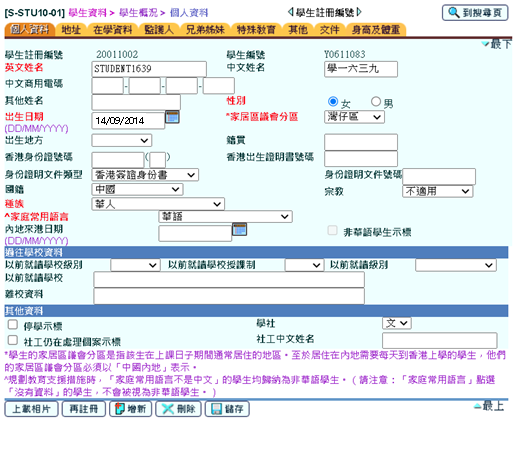 [S-STU10-01] 學生資料 > 學生概況 > 個人資料 學生註冊編號 到搜尋頁
個人資料 地址 在學資料 監護人 兄弟姊妹 特殊教育 其他 文件 身高及體重
最下
學生註冊編號 20011002 學生編號 Y0611083
英文姓名 STUDENT1639 中文姓名 學一六三九
中文商用電碼 - - -
其他姓名 性別 女 男
出生日期 14/09/2014 *家居區議會分區 灣仔區
(DD/MM/YYYY)
出生地方 籍貫
香港身份證號碼 ( ) 香港出生證明書號碼
身份證明文件類型 香港簽證身份書 身份證明文件號碼
國籍 中國 宗教 不適用
種族 華人
^家庭常用語言 華語
內地來港日期 非華語學生示標
(DD/MM/YYYY)
過往學校資料
以前就讀學校級別 以前就讀學校授課制 以前就讀級別
以前就讀學校
離校資料
其他資料
停學示標 學社 文
社工仍在處理個案示標 社工中文姓名
*學生的家居區議會分區是指該生在上課日子期間通常居住的地區。至於居住在內地需要每天到香港上學的學生，他們
的家居區議會分區必須以「中國內地」表示。
^規劃教育支援措施時，「家庭常用語言不是中文」的學生均歸納為非華語學生。(請注意：「家庭常用語言」點選
「沒有資料」的學生，不會被視為非華語學生。)
上載相片 再註冊 增新 刪除 儲存 最上